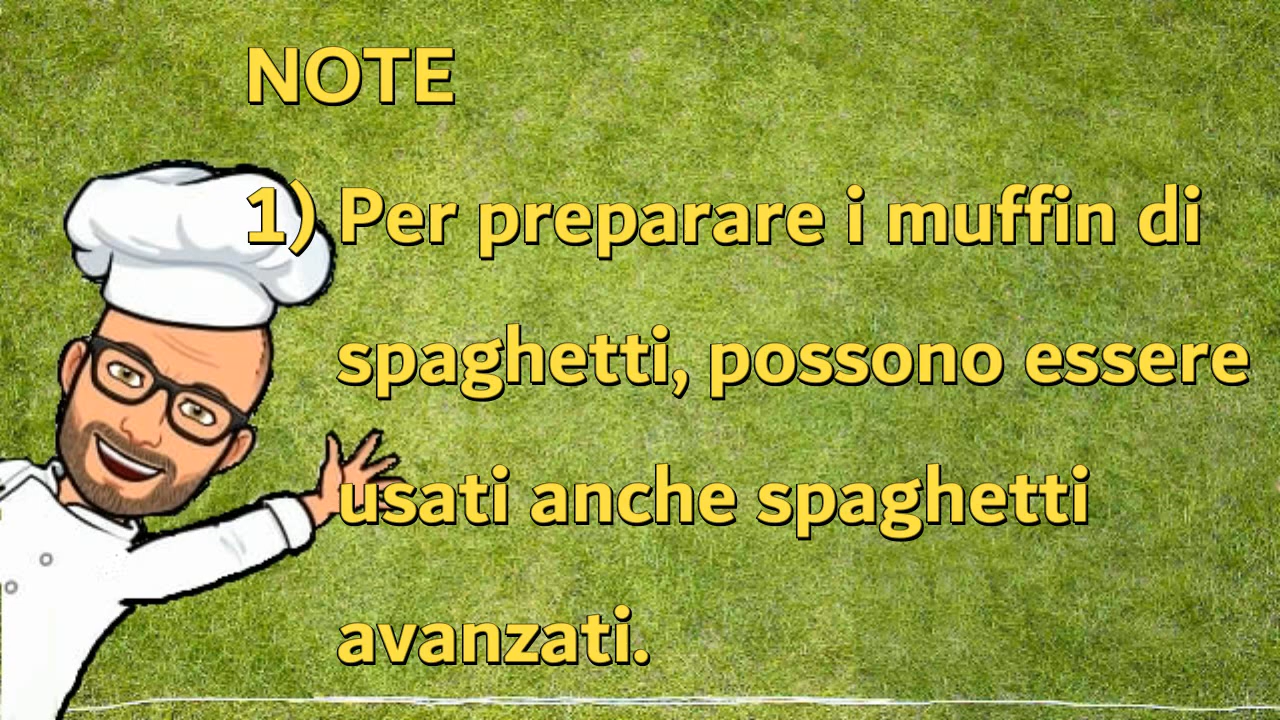 NOTE
1) Per preparare i muffin di
spaghetti, possono essere
usati anche spaghetti
avanzati.